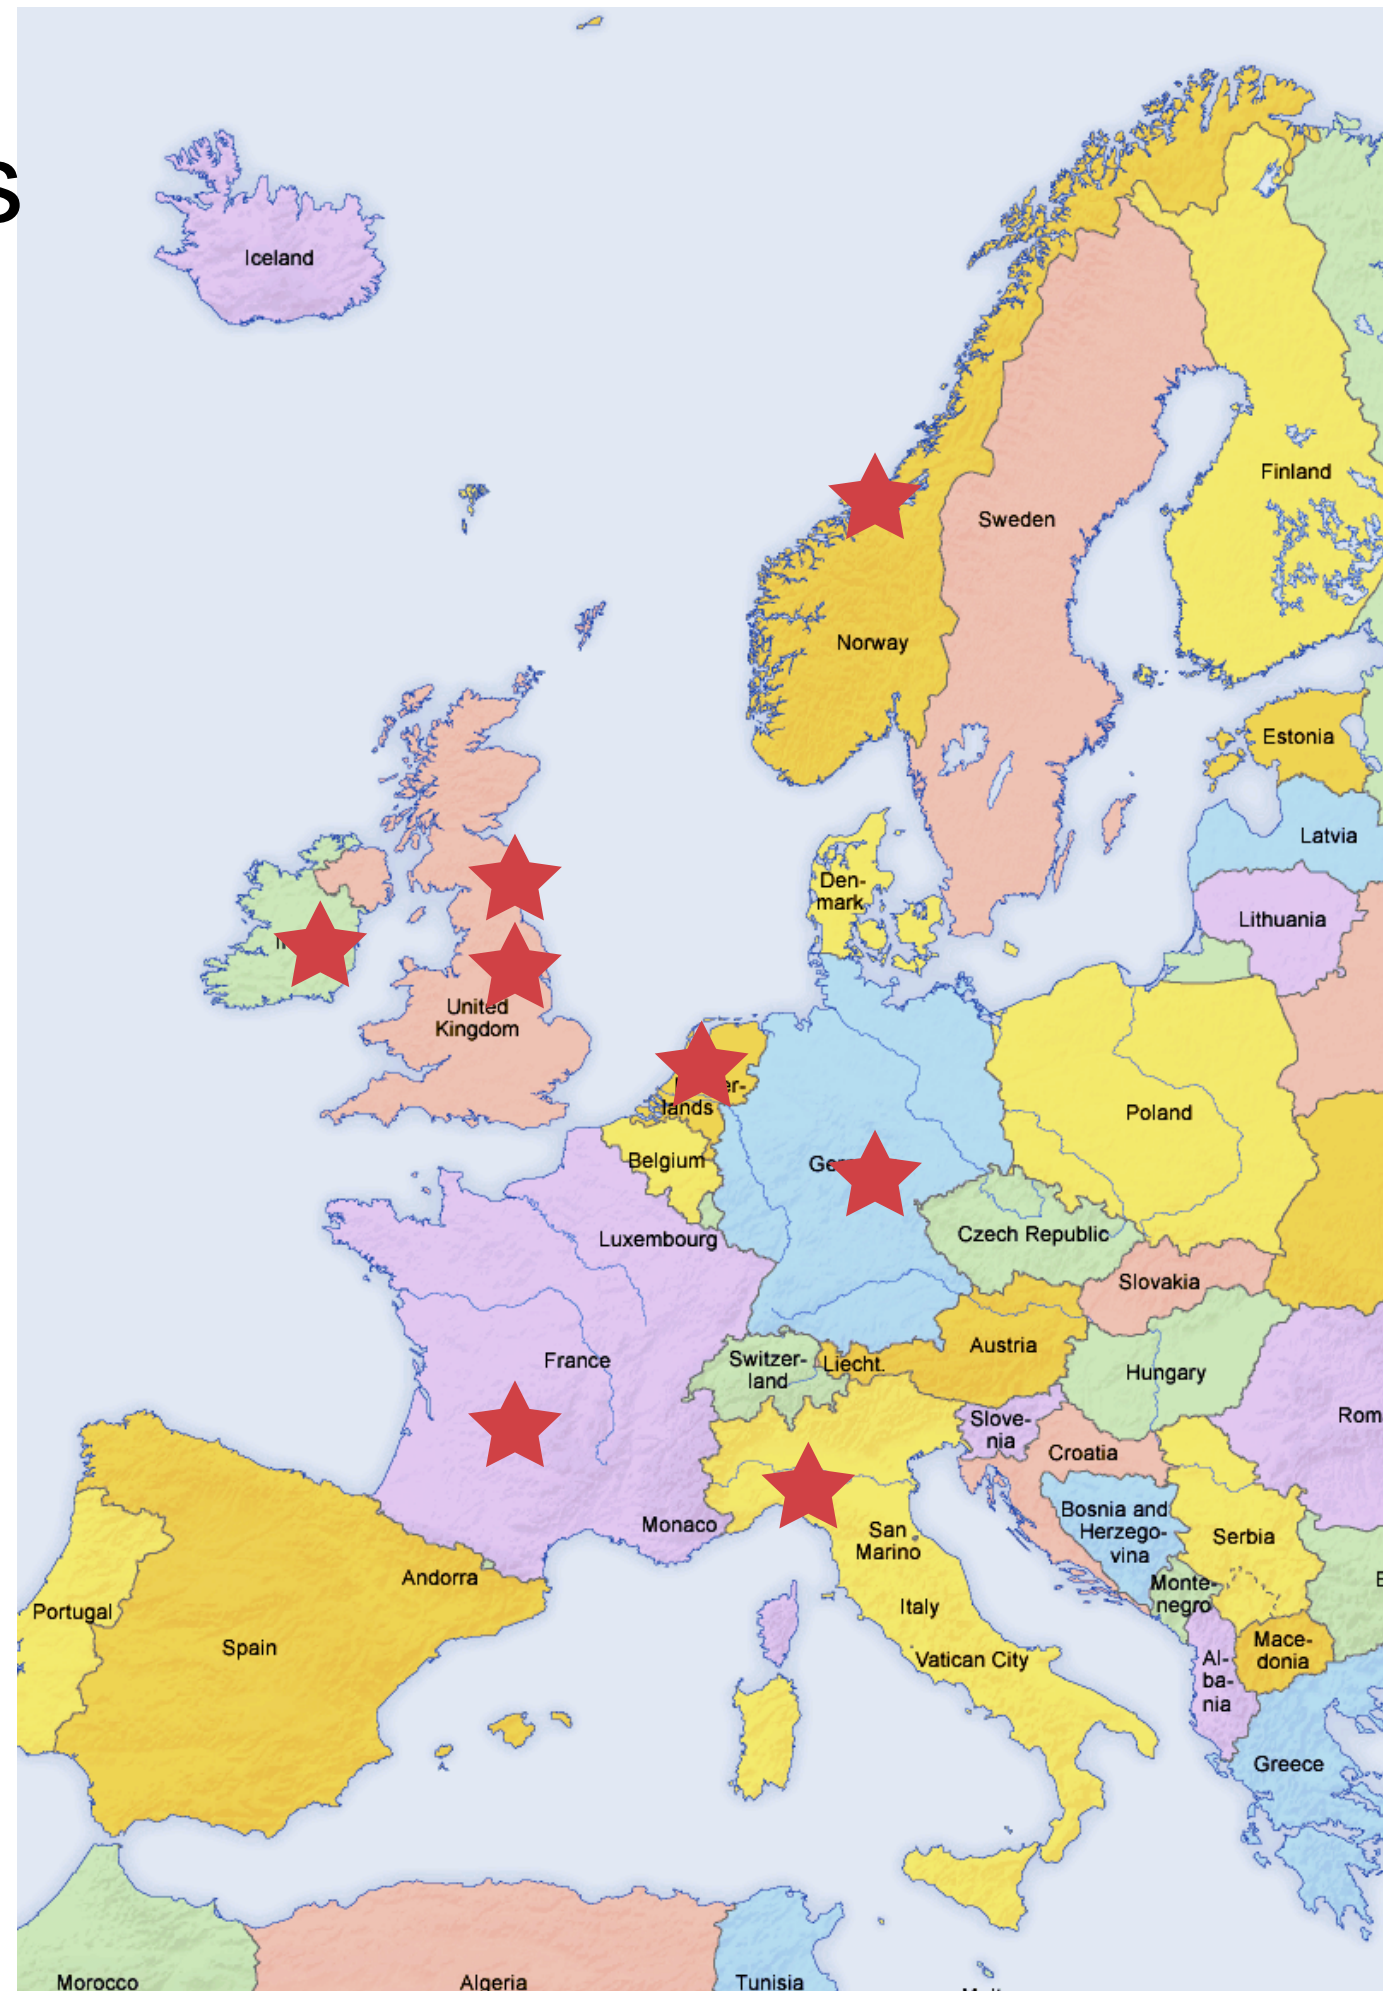 s
Iceland
Finland
Sweden
Norway
Estonia
Latvia
Den-
mark
Lithuania
United
Kingdom
lands
Poland
Belgium
Luxembourg
Czech Republic
Slovakia
Austria
Switzer-
land
Liecht.
France
Hungary
Slove-
nia
Croatia
Rom
Bosnia and
Herzego-
vina
Monaco
San
Marino
Serbia
Andorra
Monte-
negro
Portugal
Italy
Spain
Vatican City
Mace-
donia
Al-
ba-
nia
Greece
Morocco
Algeria
Tunisia